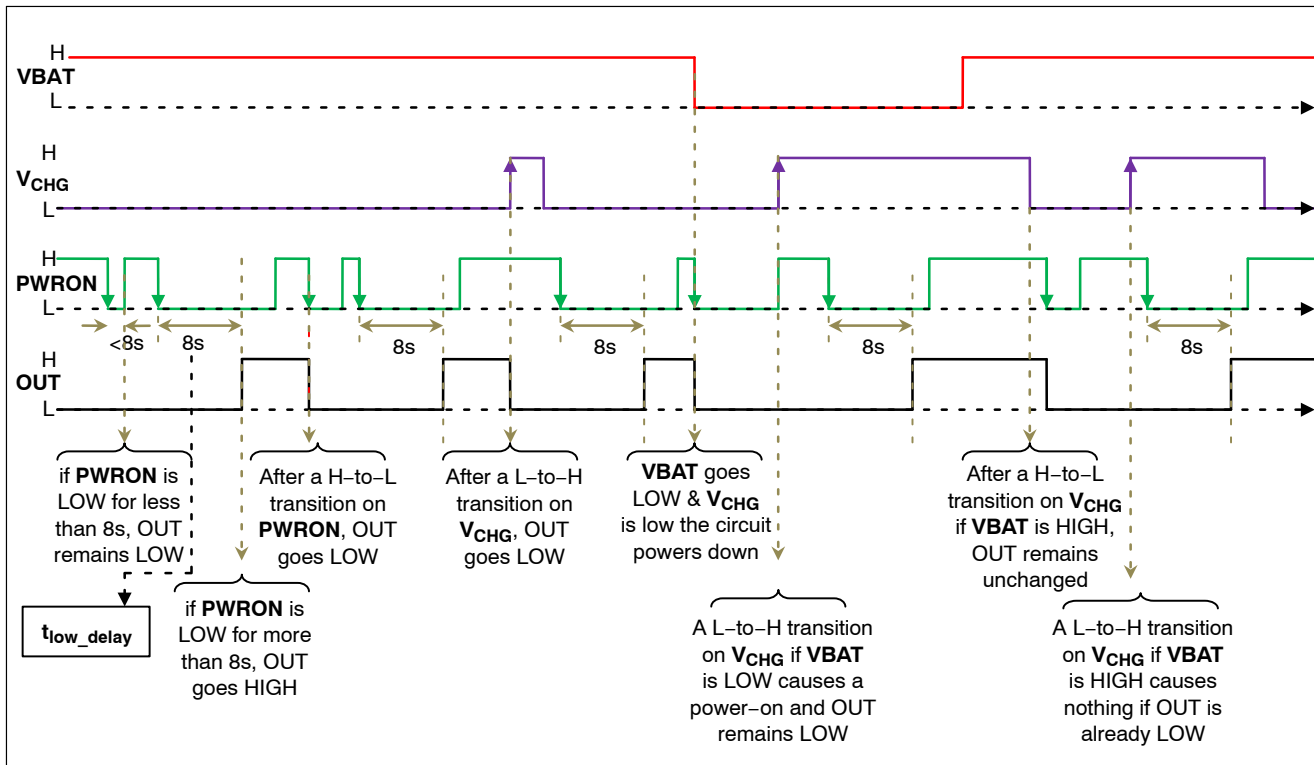 H
VBAT
L
H
VCHG
L
H
PWRON
L
<8s
8s
8s
8s
8s
8s
H
OUT
L
if PWRON is
LOW for less
than 8s, OUT
remains LOW
After a H–to–L
transition on
PWRON, OUT
goes LOW
After a L–to–H
transition on
VCHG, OUT
goes LOW
VBAT goes
LOW & VCHG
is low the circuit
powers down
After a H–to–L
transition on VCHG
if VBAT is HIGH,
OUT remains
unchanged
tlow_delay
if PWRON is
LOW for more
than 8s, OUT
goes HIGH
A L–to–H transition
on VCHG if VBAT
is LOW causes a
power–on and OUT
remains LOW
A L–to–H transition
on VCHG if VBAT
is HIGH causes
nothing if OUT is
already LOW